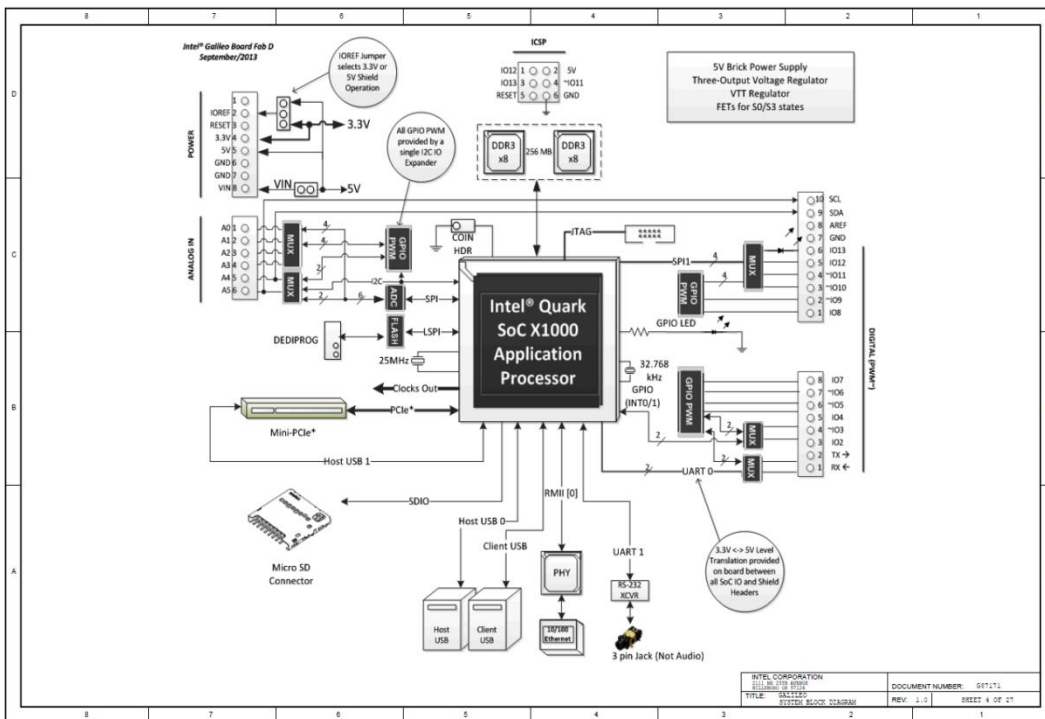 8 7 6 5 4 3 2 1
D
C
B
A
Intel® Galileo Board Fab D
September/2013
IOREF Jumper
selects 3.3V or
5V Shield
Operation
ICSP
IO12 1 2 5V
IO13 3 4 ~IO11
RESET 5 6 GND
5V Brick Power Supply
Three-Output Voltage Regulator
VTT Regulator
FETs for S0/S3 states
POWER
1
IOREF 2
RESET 3
3.3V 4
5V 5
GND 6
GND 7
VIN 8
3.3V
VIN
5V
All GPIO PWM
provided by a
single I2C IO
Expander
DDR3
x8
256 MB
DDR3
x8
ANALOG IN
A0 1
A1 2
A2 3
A3 4
A4 5
A5 6
MUX
MUX
4
4
2
2
6
GPIO
PWM
I2C
ADC
SPI
FLASH
LSPI
DEDIPROG
25MHz
COIN
HDR
JTAG
SPI1
4
MUX
4
GPIO
PWM
GPIO LED
10 SCL
9 SDA
8 AREF
7 GND
6 IO13
5 IO12
4 ~IO11
3 ~IO10
2 ~IO9
1 IO8
DIGITAL (PWM~)
Intel® Quark
SoC X1000
Application
Processor
32.768
kHz
GPIO
(INT0/1)
GPIO PWM
8 IO7
7 ~IO6
6 ~IO5
5 IO4
4 ~IO3
3 IO2
2 TX →
1 RX ←
2
2
MUX
2
MUX
2
UART 0
Clocks Out
PCIe*
Mini-PCIe*
Host USB 1
SDIO
Micro SD
Connector
Host USB 0
Client USB
RMII [0]
UART 1
Host
USB
Client
USB
PHY
10/100
Ethernet
RS-232
XCVR
3 pin Jack (Not Audio)
3.3V <-> 5V Level
Translation provided
on board between
all SoC IO and Shield
Headers
INTEL CORPORATION
2111 NE 25TH AVENUE
HILLSBORO OR 97124
TITLE: GALILEO
SYSTEM BLOCK DIAGRAM
DOCUMENT NUMBER: G87171
REV: 1.0 SHEET 4 OF 27
8 7 6 5 4 3 2 1